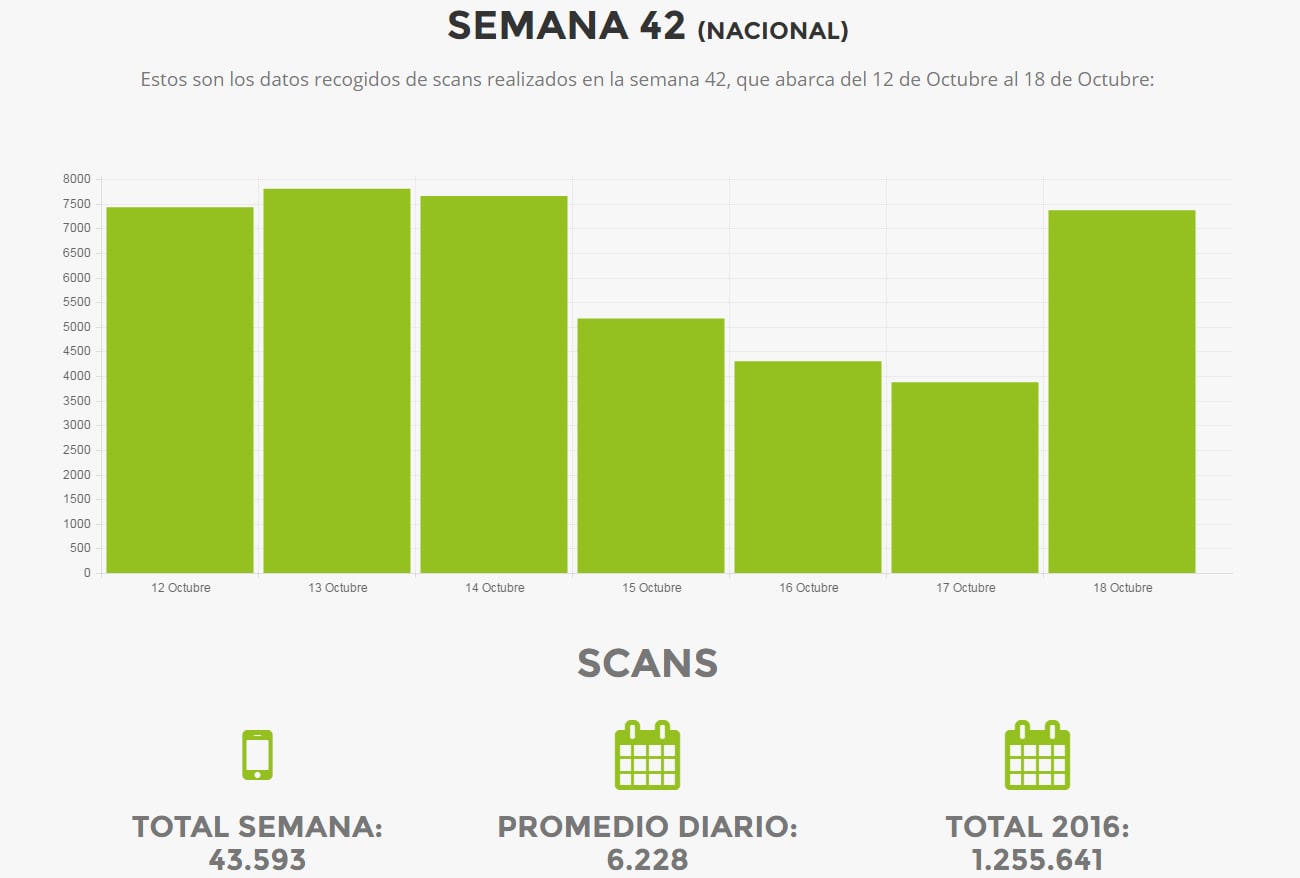 SEMANA 42 (NACIONAL)
Estos son los datos recogidos de scans realizados en la semana 42, que abarca del 12 de Octubre al 18 de Octubre:
8000
7500
7000
6500
6000
5500
5000
4500
4000
3500
3000
2500
2000
1500
1000
500
0
12 Octubre 13 Octubre 14 Octubre 15 Octubre 16 Octubre 17 Octubre 18 Octubre
SCANS
TOTAL SEMANA: PROMEDIO DIARIO: TOTAL 2016:
43.593 6.228 1.255.641